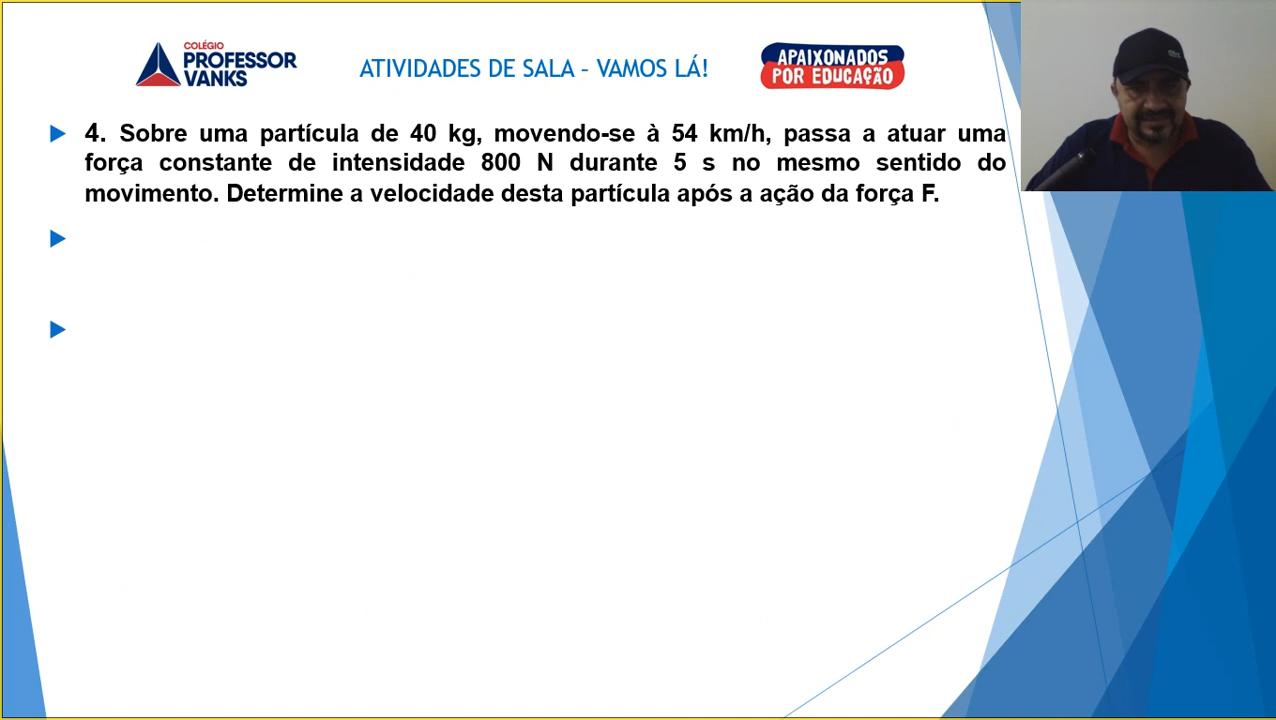 COLÉGIO
PROFESSOR
VANKS
ATIVIDADES DE SALA – VAMOS LÁ!
APAIXONADOS
POR EDUCAÇÃO
4. Sobre uma partícula de 40 kg, movendo-se à 54 km/h, passa a atuar uma
força constante de intensidade 800 N durante 5 s no mesmo sentido do
movimento. Determine a velocidade desta partícula após a ação da força F.